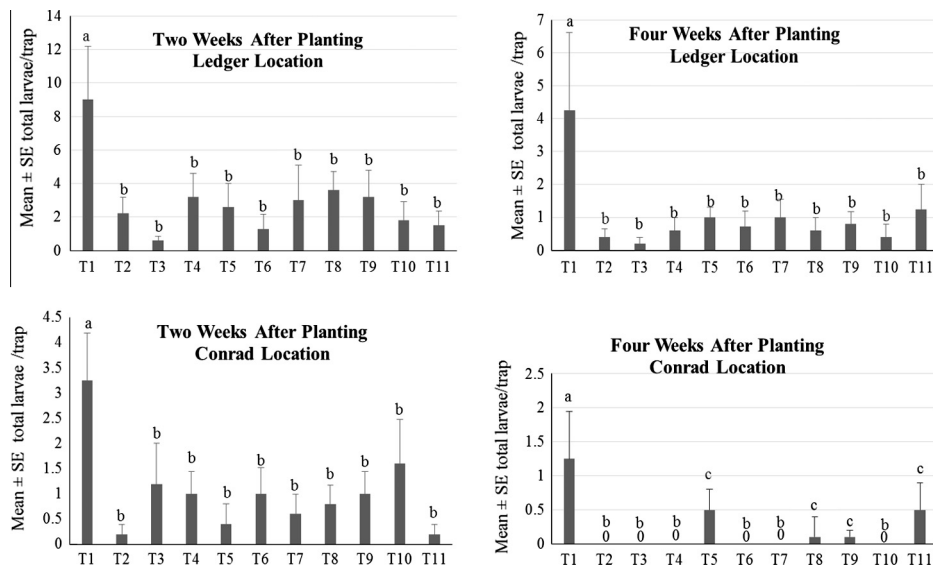 Mean ± SE total larvae/trap
14
12
10
8
6
4
2
0
Two Weeks After Planting
Ledger Location
a
b
b
b
b
b
b
b
b
b
b
T1 T2 T3 T4 T5 T6 T7 T8 T9 T10 T11
Mean ± SE total larvae /trap
7
6
5
4
3
2
1
0
Four Weeks After Planting
Ledger Location
a
b
b
b
b
b
b
b
b
b
b
T1 T2 T3 T4 T5 T6 T7 T8 T9 T10 T11
Mean ± SE total larvae /trap
4.5
4
3.5
3
2.5
2
1.5
1
0.5
0
Two Weeks After Planting
Conrad Location
a
b
b
b
b
b
b
b
b
b
b
T1 T2 T3 T4 T5 T6 T7 T8 T9 T10 T11
Mean ± SE total larvae/trap
2.5
2
1.5
1
0.5
0
Four Weeks After Planting
Conrad Location
a
b
b
b
c
b
b
c
c
b
c
0 0 0 0 0 0
T1 T2 T3 T4 T5 T6 T7 T8 T9 T10 T11